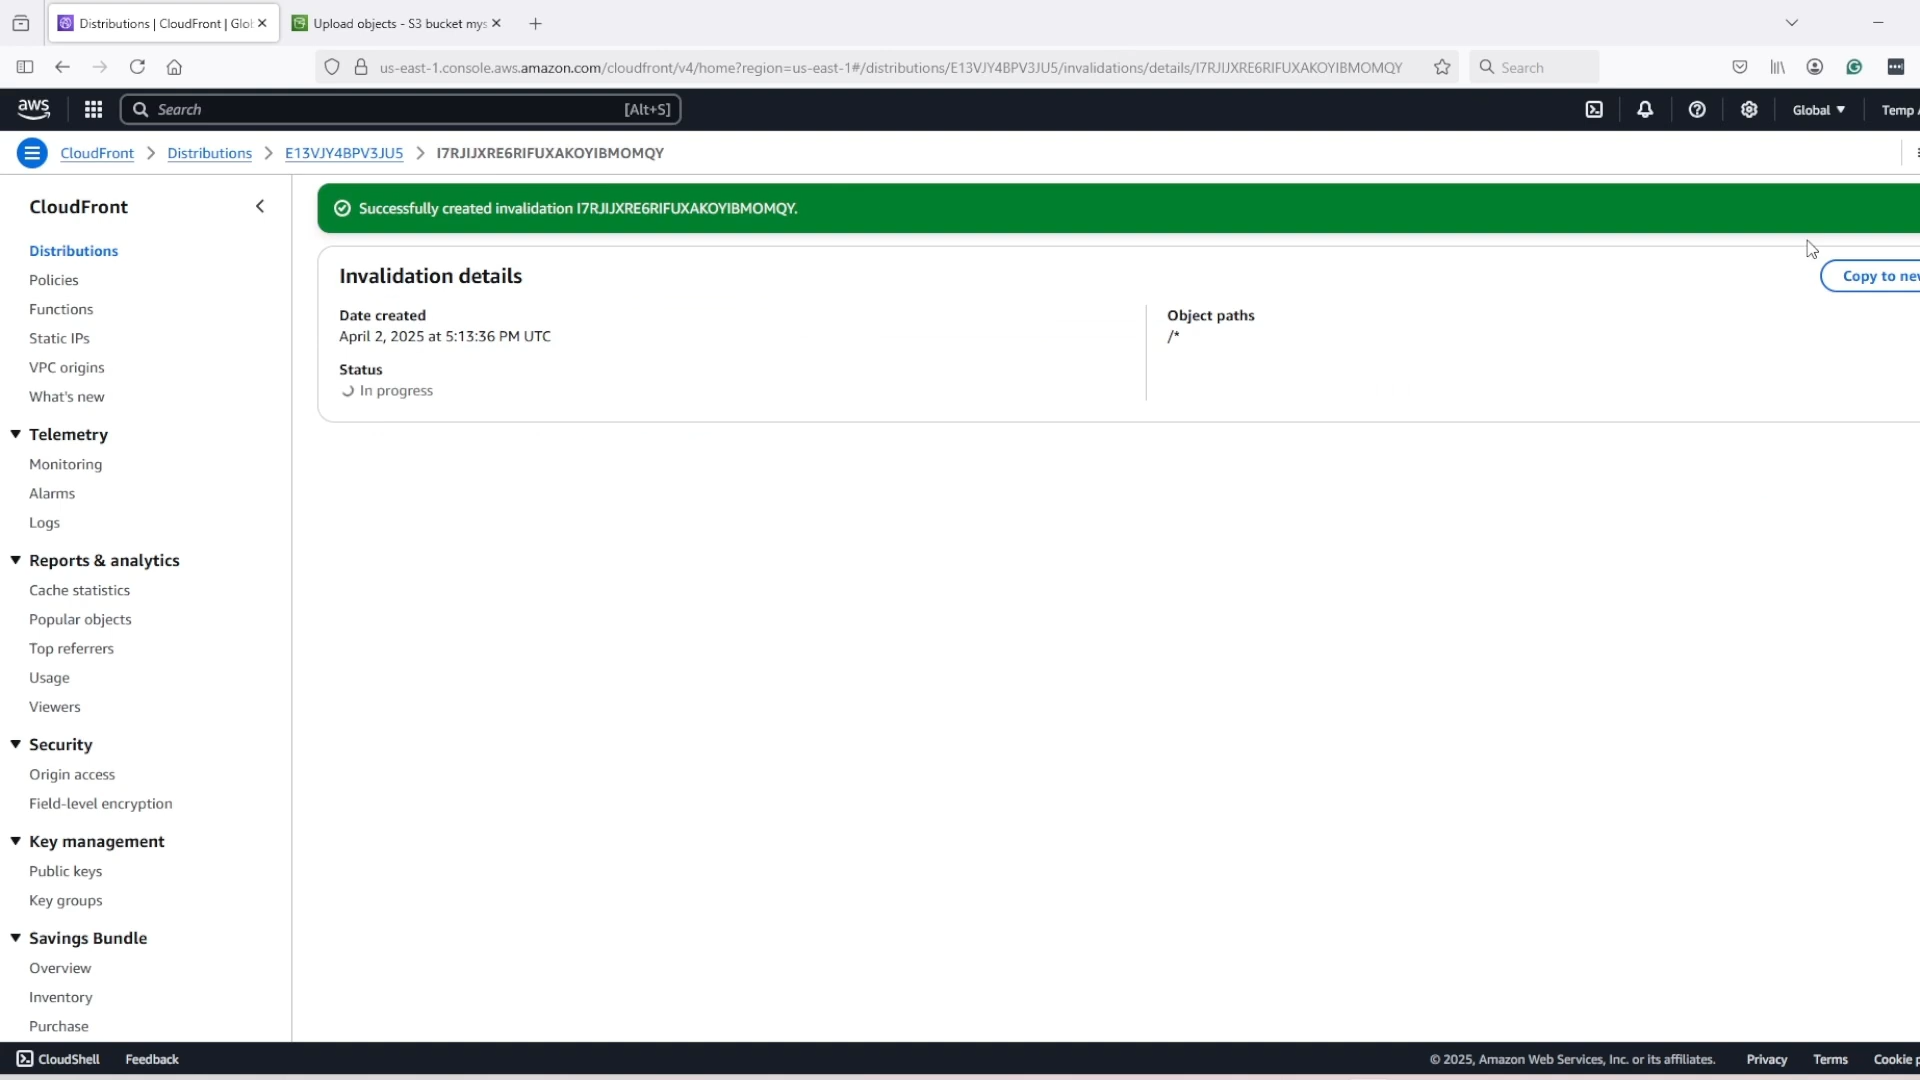 Distributions | CloudFront | Glo
Upload objects - S3 bucket mys
us-east-1.console.aws.amazon.com/cloudfront/v4/home?region=us-east-1#/distributions/E13VJY4BPV3JU5/invalidations/details/I7RJIJXRE6RIFUXAKOYIBMOMQY
Search
aws
Search
[Alt+S]
Global
Temp
CloudFront
Distributions
E13VJY4BPV3JU5
I7RJIJXRE6RIFUXAKOYIBMOMQY
CloudFront
Distributions
Policies
Functions
Static IPs
VPC origins
What's new
Telemetry
Monitoring
Alarms
Logs
Reports & analytics
Cache statistics
Popular objects
Top referrers
Usage
Viewers
Security
Origin access
Field-level encryption
Key management
Public keys
Key groups
Savings Bundle
Overview
Inventory
Purchase
Successfully created invalidation I7RJIJXRE6RIFUXAKOYIBMOMQY.
Invalidation details
Copy to nev
Date created
April 2, 2025 at 5:13:36 PM UTC
Status
In progress
Object paths
/*
CloudShell
Feedback
© 2025, Amazon Web Services, Inc. or its affiliates.
Privacy
Terms
Cookie p